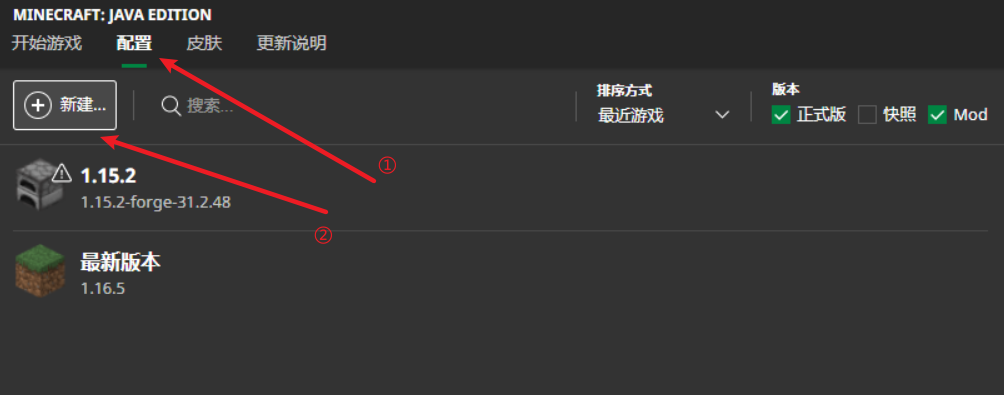 MINECRAFT: JAVA EDITION
开始游戏 配置 皮肤 更新说明
新建... 搜索...
排序方式
最近游戏
版本
正式版 快照 Mod
①
1.15.2
1.15.2-forge-31.2.48
②
最新版本
1.16.5